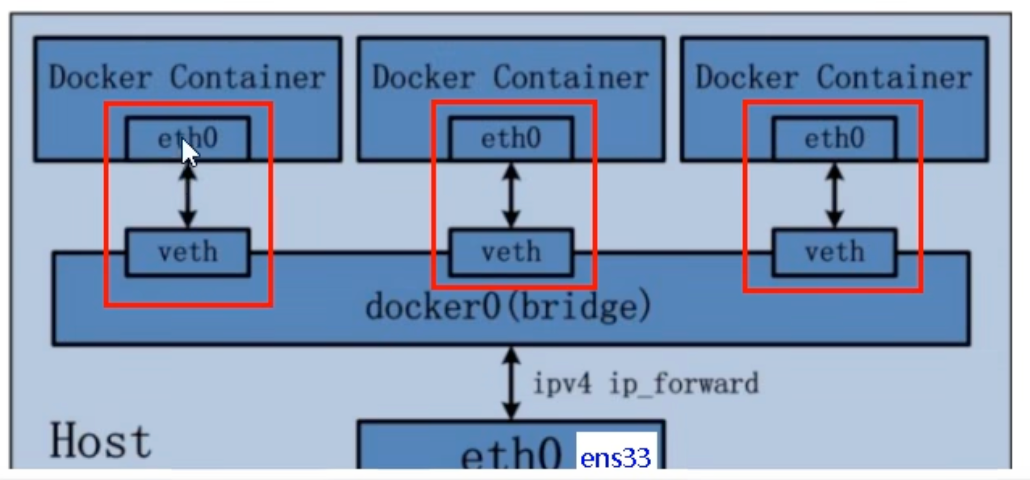 Docker Container Docker Container Docker Container
eth0 eth0 eth0
veth veth veth
docker0(bridge)
ipv4 ip_forward
Host
eth0 ens33